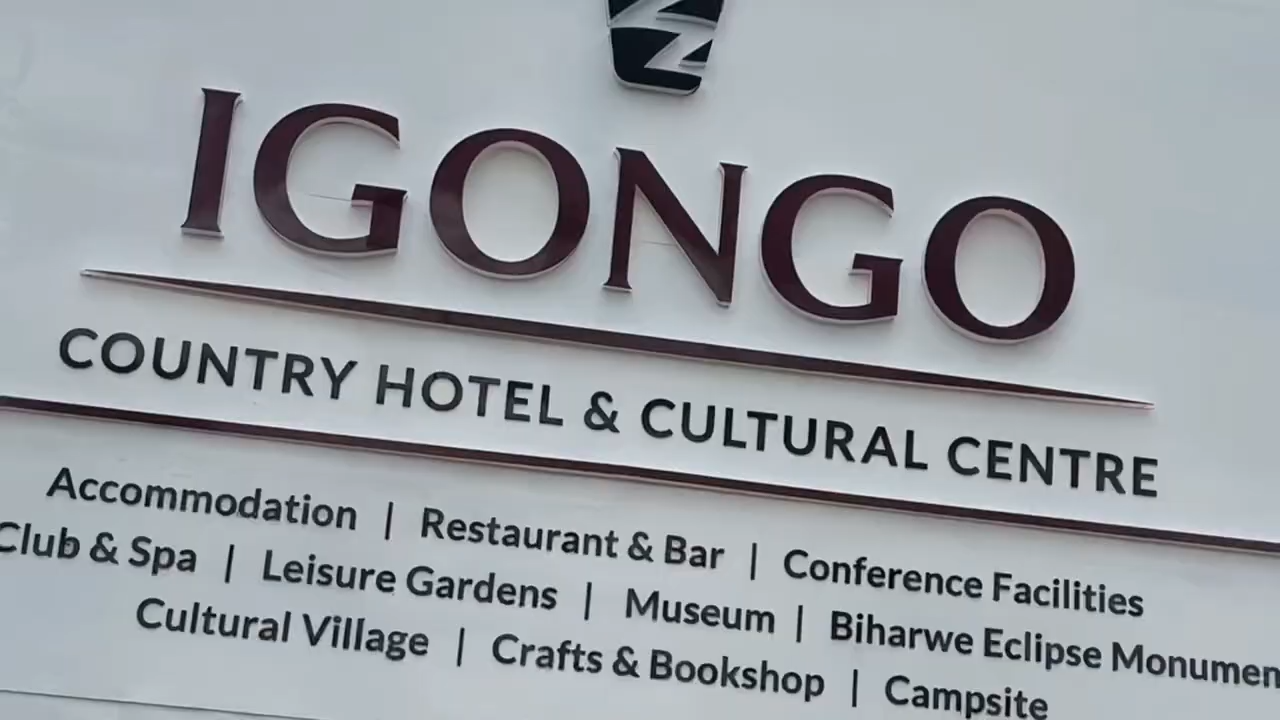 IGONGO
COUNTRY HOTEL & CULTURAL CENTRE
Accommodation | Restaurant & Bar | Conference Facilities
Club & Spa | Leisure Gardens | Museum | Biharwe Eclipse Monumen
Cultural Village | Crafts & Bookshop | Campsite